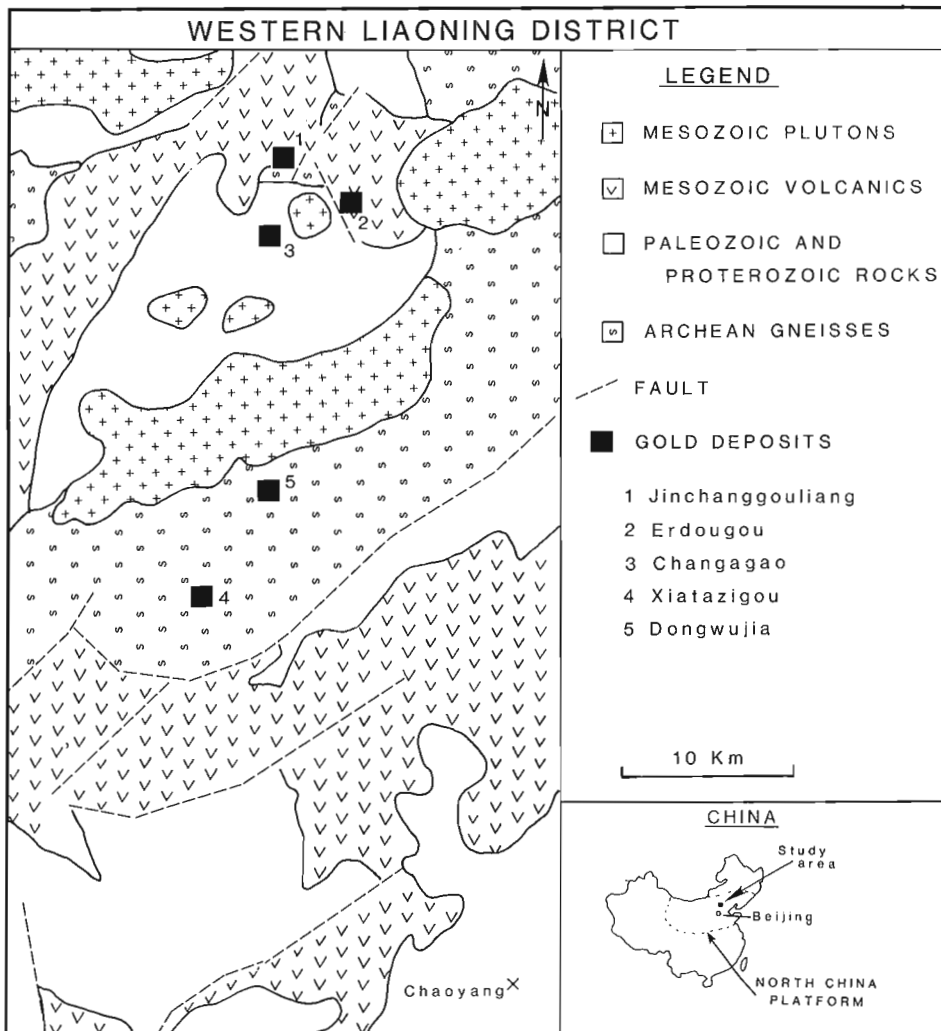 WESTERN LIAONING DISTRICT
N
1
2
3
5
4
Chaoyang
LEGEND
MESOZOIC PLUTONS
MESOZOIC VOLCANICS
PALEOZOIC AND
PROTEROZOIC ROCKS
s ARCHEAN GNEISSES
FAULT
GOLD DEPOSITS
1 Jinchanggouliang
2 Erdougou
3 Changagao
4 Xiatazigou
5 Dongwujia
10 Km
CHINA
Study
area
Beijing
NORTH CHINA
PLATFORM